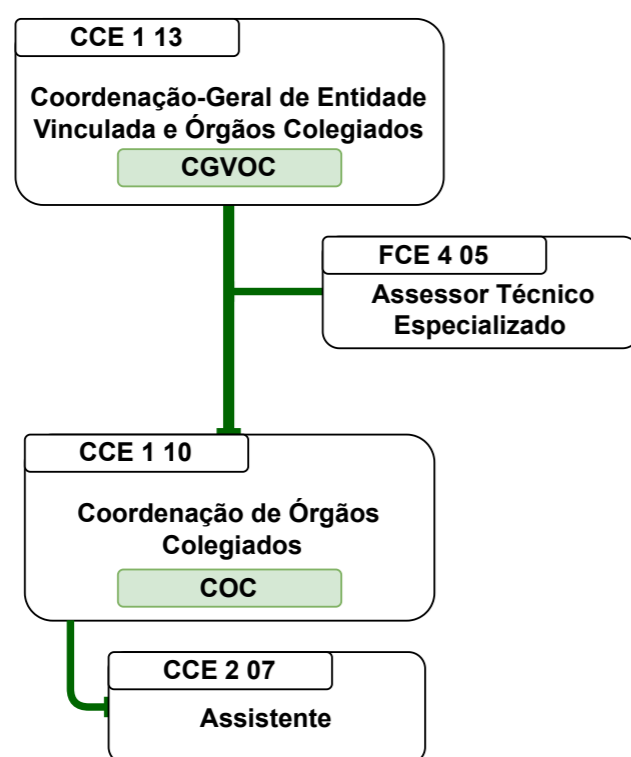 CCE 1 13
Coordenação-Geral de Entidade
Vinculada e Órgãos Colegiados
CGVOC
FCE 4 05
Assessor Técnico
Especializado
CCE 1 10
Coordenação de Órgãos
Colegiados
COC
CCE 2 07
Assistente